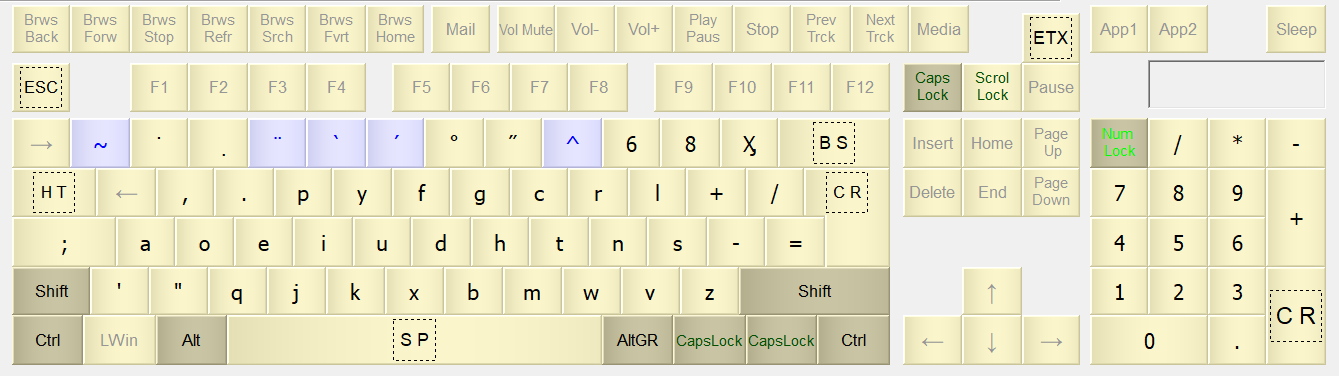 Brws Back Brws Forw Brws Stop Brws Refr Brws Srch Brws Fvrt Brws Home Mail Vol Mute Vol- Vol+ Play Paus Stop Prev Trck Next Trck Media ETX App1 App2 Sleep
ESC F1 F2 F3 F4 F5 F6 F7 F8 F9 F10 F11 F12 Caps Lock Scrol Lock Pause
→ ~ ˙ . ¨ ` ´ ° ˝ ^ 6 8 Ҳ BS Insert Home Page Up Num Lock / * -
HT ← , . p y f g c r l + / CR Delete End Page Down 7 8 9 +
; a o e i u d h t n s - = 4 5 6
Shift ' " q j k x b m w v z Shift ↑ 1 2 3 CR
Ctrl LWin Alt SP AltGR CapsLock CapsLock Ctrl ← ↓ → 0 .